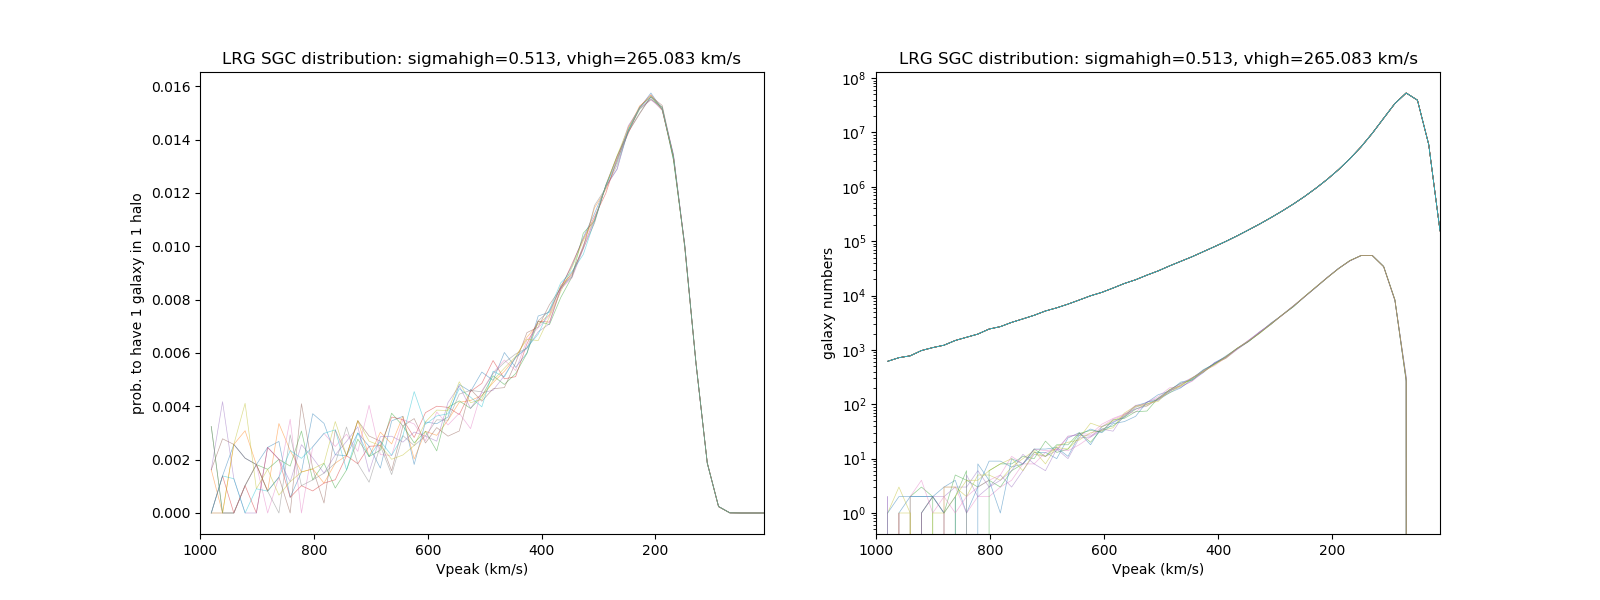 LRG SGC distribution: sigmahigh=0.513, vhigh=265.083 km/s
prob. to have 1 galaxy in 1 halo
0.016
0.014
0.012
0.010
0.008
0.006
0.004
0.002
0.000
1000 800 600 400 200
Vpeak (km/s)
LRG SGC distribution: sigmahigh=0.513, vhigh=265.083 km/s
galaxy numbers
10⁸
10⁷
10⁶
10⁵
10⁴
10³
10²
10¹
10⁰
1000 800 600 400 200
Vpeak (km/s)